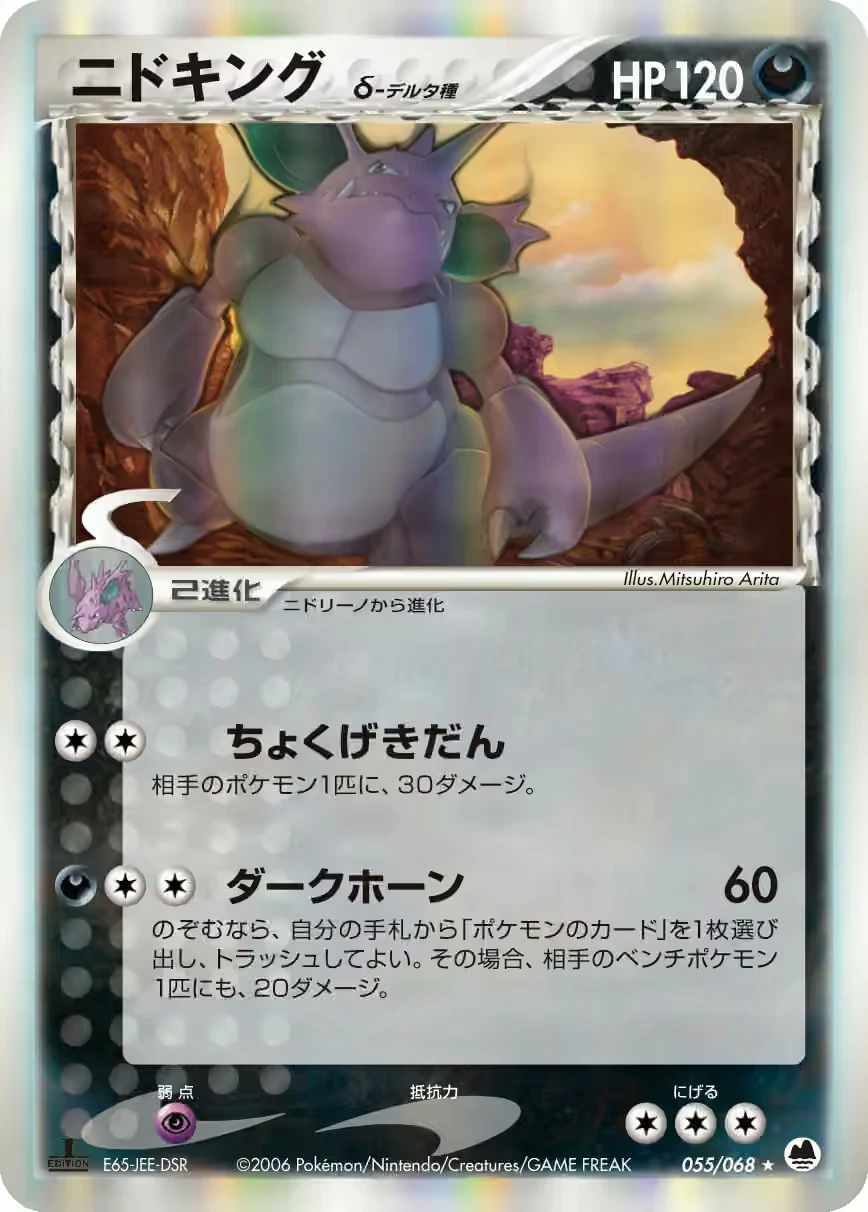 ニドキング δ-デルタ種 HP120
Illus.Mitsuhiro Arita
2進化
ニドリーノから進化
ちょくげきだん
相手のポケモン1匹に、30ダメージ。
ダークホーン 60
のぞむなら、自分の手札から「ポケモンのカード」を1枚選び
出し、トラッシュしてよい。その場合、相手のベンチポケモン
1匹にも、20ダメージ。
弱点 抵抗力 にげる
1 EDITION E65-JEE-DSR ©2006 Pokémon/Nintendo/Creatures/GAME FREAK 055/068 ★